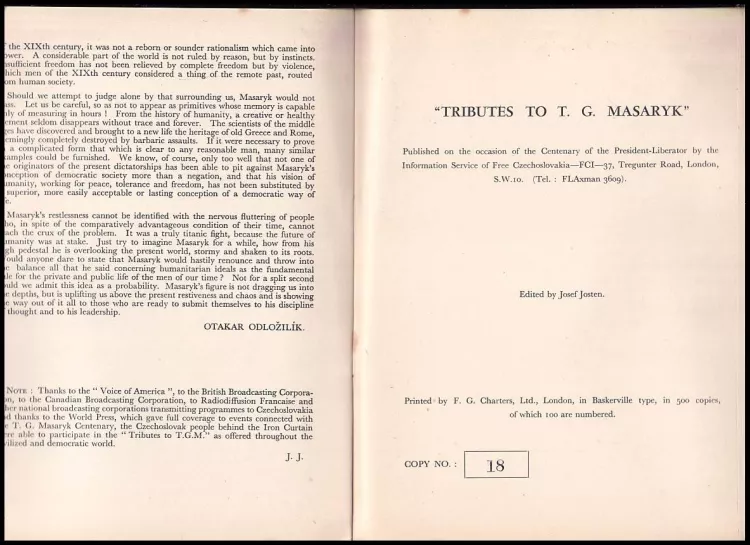 f the XIXth century, it was not a reborn or sounder rationalism which came into
ower. A considerable part of the world is not ruled by reason, but by instincts.
nsufficient freedom has not been relieved by complete freedom but by violence,
hich men of the XIXth century considered a thing of the remote past, routed
om human society.
Should we attempt to judge alone by that surrounding us, Masaryk would not
ass. Let us be careful, so as not to appear as primitives whose memory is capable
nly of measuring in hours ! From the history of humanity, a creative or healthy
ement seldom disappears without trace and forever. The scientists of the middle
ges have discovered and brought to a new life the heritage of old Greece and Rome,
emingly completely destroyed by barbaric assaults. If it were necessary to prove
a complicated form that which is clear to any reasonable man, many similar
xamples could be furnished. We know, of course, only too well that not one of
e originators of the present dictatorships has been able to pit against Masaryk's
onception of democratic society more than a negation, and that his vision of
umanity, working for peace, tolerance and freedom, has not been substituted by
superior, more easily acceptable or lasting conception of a democratic way of
e.
Masaryk's restlessness cannot be identified with the nervous fluttering of people
ho, in spite of the comparatively advantageous condition of their time, cannot
ach the crux of the problem. It was a truly titanic fight, because the future of
umanity was at stake. Just try to imagine Masaryk for a while, how from his
gh pedestal he is overlooking the present world, stormy and shaken to its roots.
ould anyone dare to state that Masaryk would hastily renounce and throw into
e balance all that he said concerning humanitarian ideals as the fundamental
le for the private and public life of the men of our time ? Not for a split second
ould we admit this idea as a probability. Masaryk's figure is not dragging us into
e depths, but is uplifting us above the present restiveness and chaos and is showing
e way out of it all to those who are ready to submit themselves to his discipline
thought and to his leadership.
OTAKAR ODLOŽILÍK.
NOTE : Thanks to the " Voice of America ", to the British Broadcasting Corpora-
on, to the Canadian Broadcasting Corporation, to Radiodiffusion Francaise and
her national broadcasting corporations transmitting programmes to Czechoslovakia
d thanks to the World Press, which gave full coverage to events connected with
e T. G. Masaryk Centenary, the Czechoslovak people behind the Iron Curtain
ere able to participate in the " Tributes to T.G.M." as offered throughout the
vilized and democratic world.
J. J.
"TRIBUTES TO T. G. MASARYK"
Published on the occasion of the Centenary of the President-Liberator by the
Information Service of Free Czechoslovakia—FCI—37, Tregunter Road, London,
S.W.10. (Tel. : FLAxman 3609).
Edited by Josef Josten.
Printed by F. G. Charters, Ltd., London, in Baskerville type, in 500 copies,
of which 100 are numbered.
COPY NO. : 18